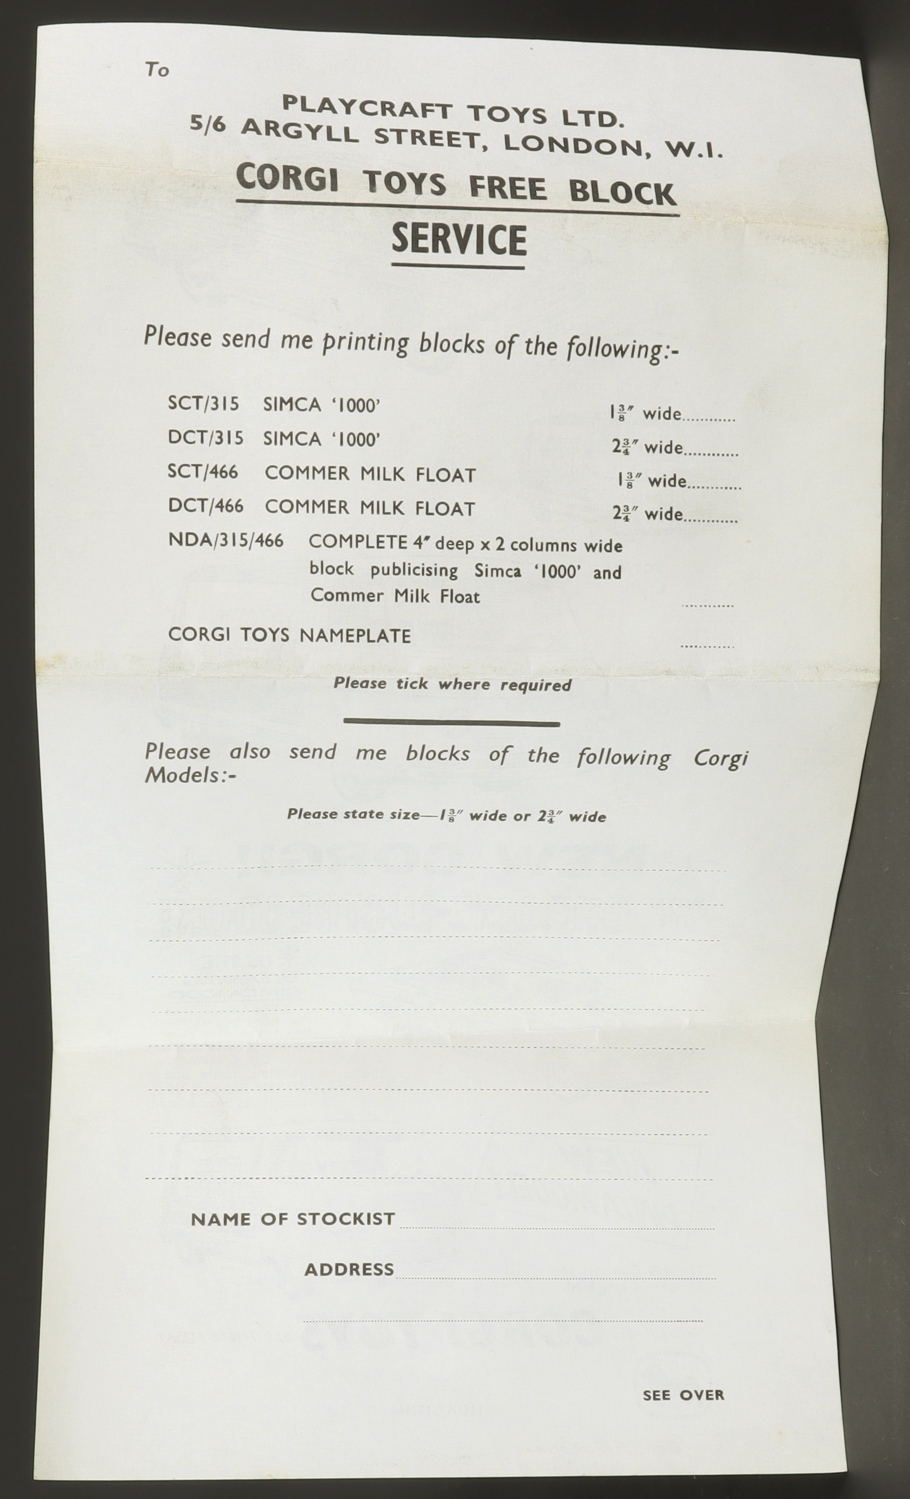 To
PLAYCRAFT TOYS LTD.
5/6 ARGYLL STREET, LONDON, W.I.
CORGI TOYS FREE BLOCK
SERVICE
Please send me printing blocks of the following:-
SCT/315 SIMCA ‘1000’ 1⅜″ wide...........
DCT/315 SIMCA ‘1000’ 2¾″ wide...........
SCT/466 COMMER MILK FLOAT 1⅜″ wide...........
DCT/466 COMMER MILK FLOAT 2¾″ wide...........
NDA/315/466 COMPLETE 4″ deep x 2 columns wide
block publicising Simca ‘1000’ and
Commer Milk Float ...........
CORGI TOYS NAMEPLATE ...........
Please tick where required
Please also send me blocks of the following Corgi
Models:-
Please state size—1⅜″ wide or 2¾″ wide
NAME OF STOCKIST
ADDRESS
SEE OVER